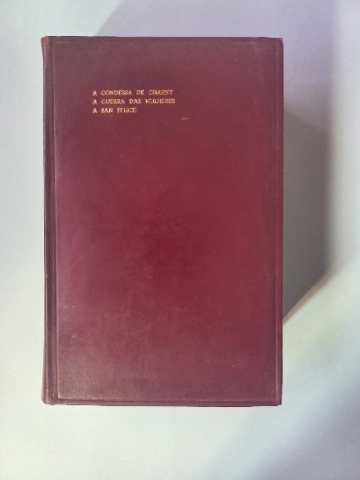 A CONDESSA DE CHARNY
A GUERRA DAS MULHERES
A SAN FELICE